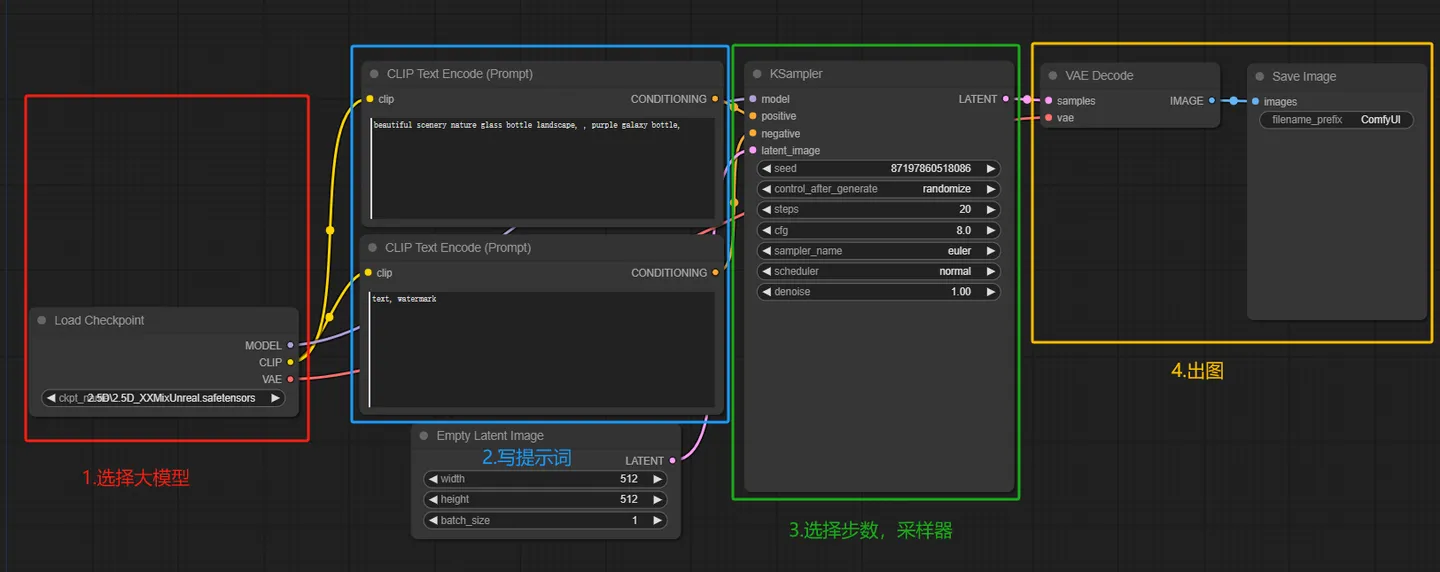 Load Checkpoint
MODEL
CLIP
VAE
ckpt_n 2.5D\2.5D_XXMixUnreal.safetensors
1.选择大模型
CLIP Text Encode (Prompt)
clip CONDITIONING
beautiful scenery nature glass bottle landscape, , purple galaxy bottle,
CLIP Text Encode (Prompt)
clip CONDITIONING
text, watermark
Empty Latent Image
2.写提示词
LATENT
width 512
height 512
batch_size 1
KSampler
model LATENT
positive
negative
latent_image
seed 87197860518086
control_after_generate randomize
steps 20
cfg 8.0
sampler_name euler
scheduler normal
denoise 1.00
3.选择步数，采样器
VAE Decode
samples IMAGE
vae
Save Image
images
filename_prefix ComfyUI
4.出图